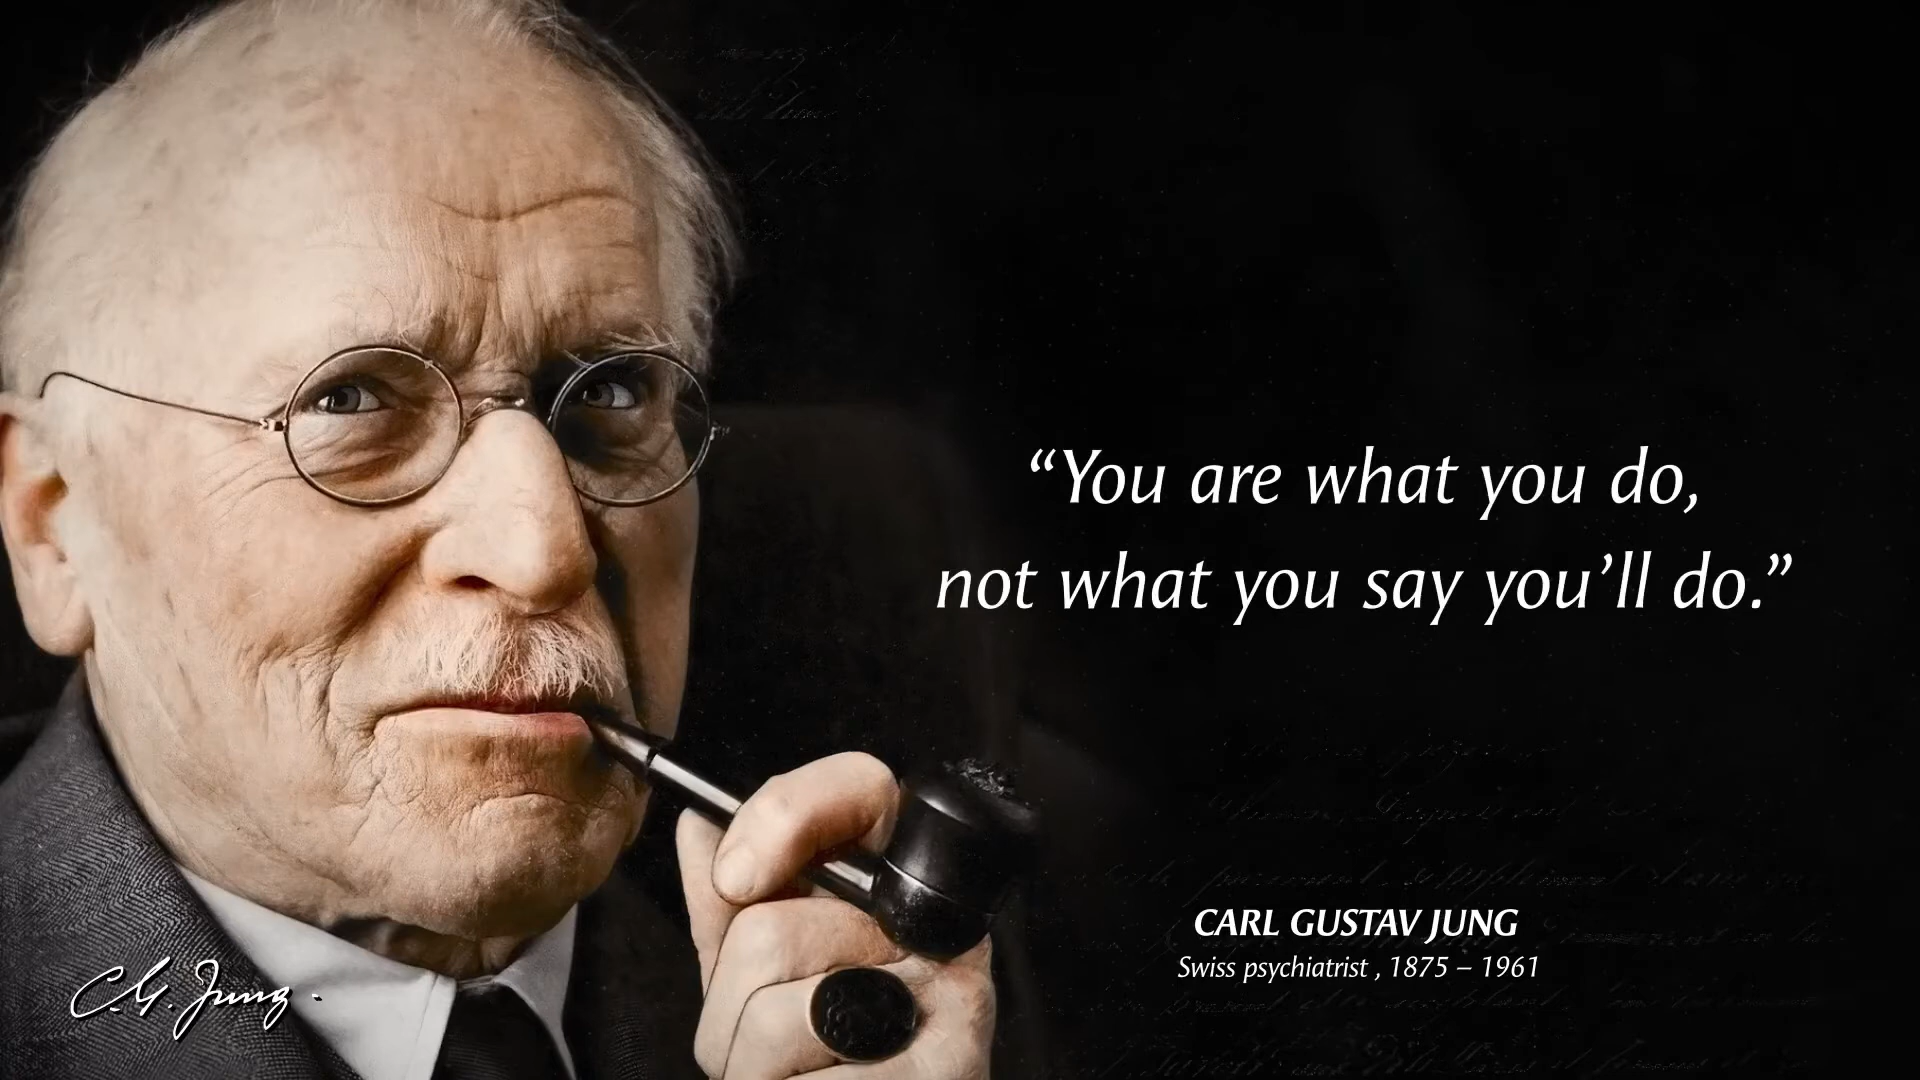 “You are what you do,
not what you say you’ll do.”
CARL GUSTAV JUNG
Swiss psychiatrist , 1875 – 1961
C. G. Jung.